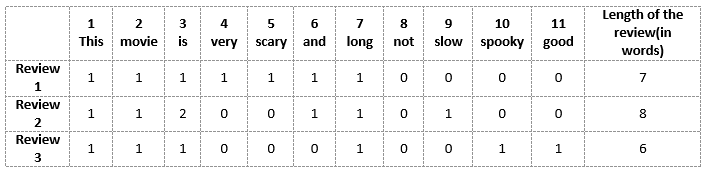 1 This 2 movie 3 is 4 very 5 scary 6 and 7 long 8 not 9 slow 10 spooky 11 good Length of the review(in words)
Review 1 1 1 1 1 1 1 1 0 0 0 0 7
Review 2 1 1 2 0 0 1 1 0 1 0 0 8
Review 3 1 1 1 0 0 0 1 0 0 1 1 6